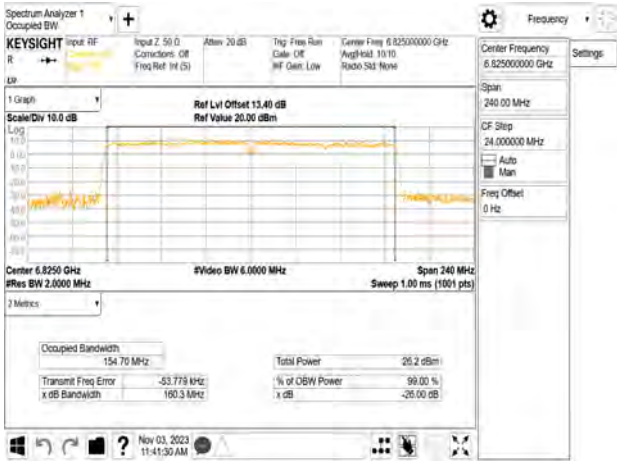 Spectrum Analyzer 1
Occupied BW
+
Frequency
KEYSIGHT
Input: RF
Input Z: 50 Ω
Corrections: Off
Freq Ref: Int (S)
Atten: 20 dB
Trig: Free Run
Gate: Off
#IF Gain: Low
Center Freq: 6.825000000 GHz
Avg|Hold: 10/10
Radio Std: None
R
Center Frequency
6.825000000 GHz
Settings
Span
240.00 MHz
CF Step
24.000000 MHz
Auto
Man
Freq Offset
0 Hz
1 Graph
Scale/Div 10.0 dB
Ref Lvl Offset 13.40 dB
Ref Value 20.00 dBm
Log
Center 6.8250 GHz
#Res BW 2.0000 MHz
#Video BW 6.0000 MHz
Span 240 MHz
Sweep 1.00 ms (1001 pts)
2 Metrics
Occupied Bandwidth
154.70 MHz
Total Power 26.2 dBm
Transmit Freq Error -53.779 kHz
% of OBW Power 99.00 %
x dB Bandwidth 160.3 MHz
x dB -26.00 dB
?
Nov 03, 2023
11:41:30 AM